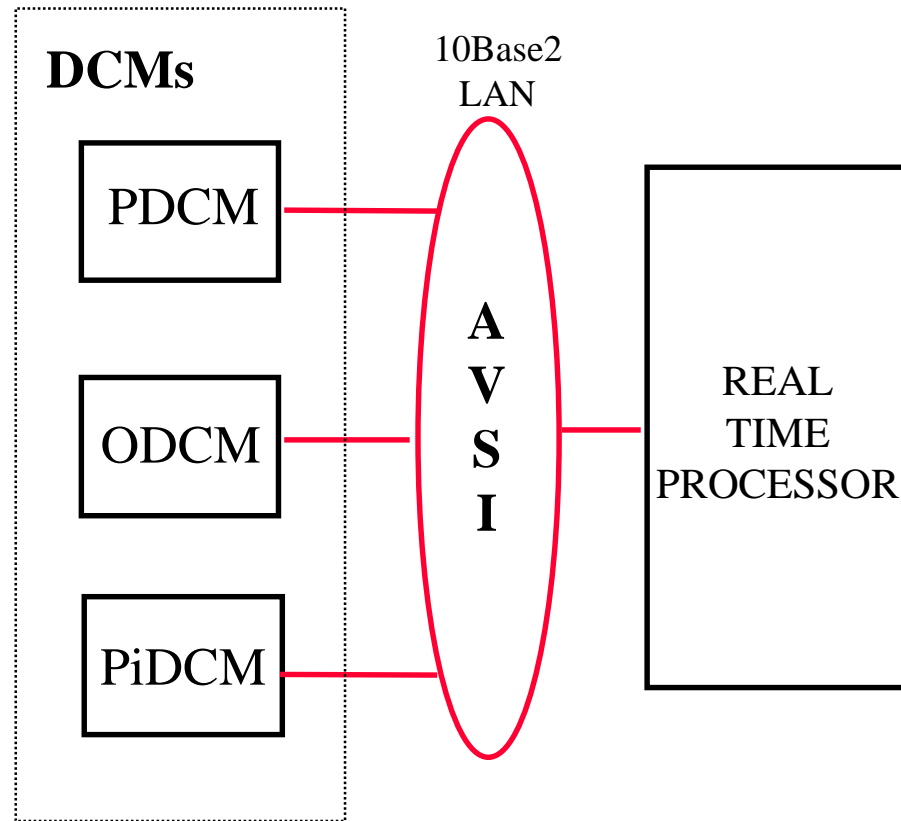 10Base2
LAN
DCMs
PDCM
ODCM
PiDCM
A
V
S
I
REAL
TIME
PROCESSOR